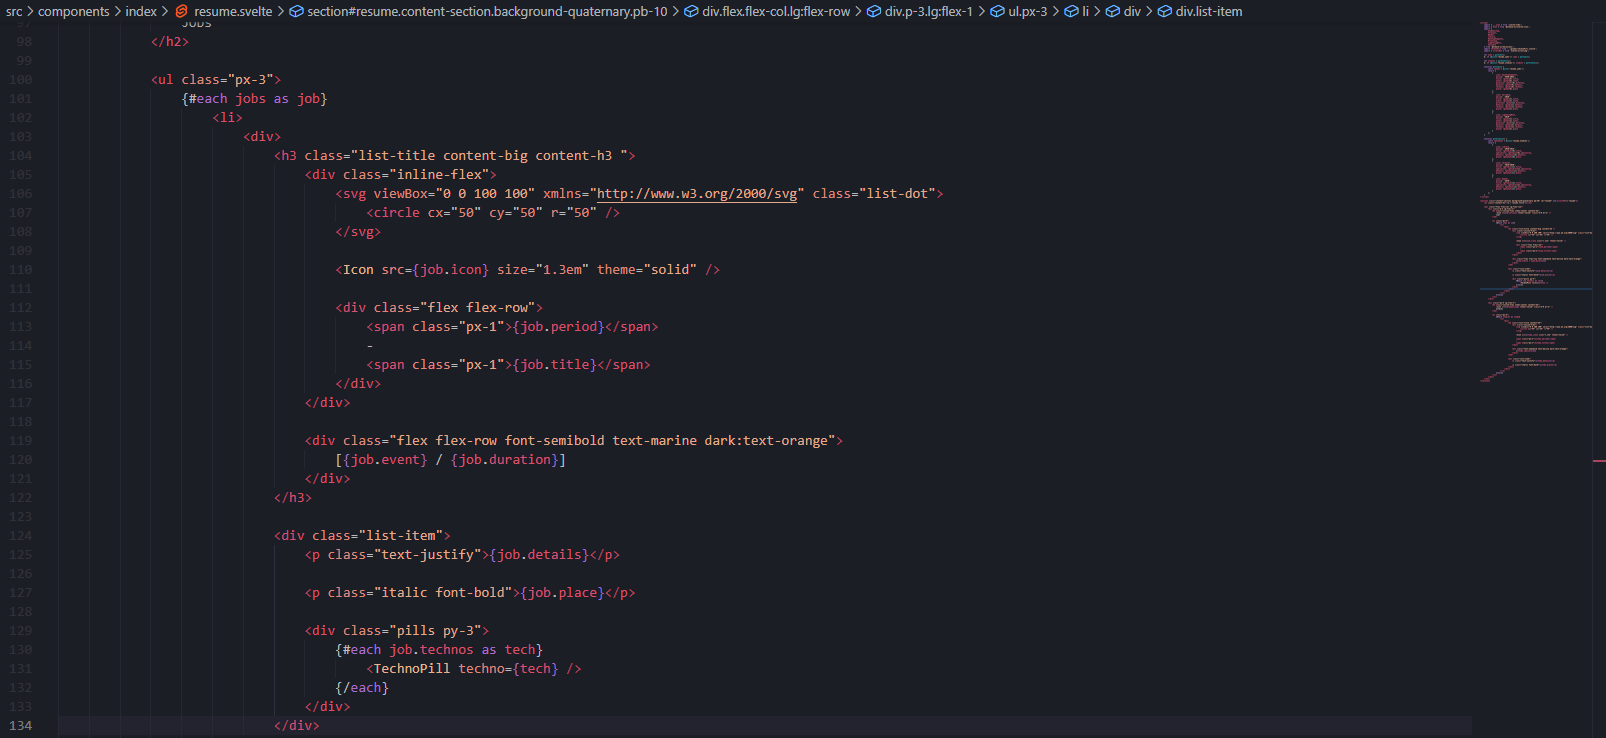 src > components > index > resume.svelte > section#resume.content-section.background-quaternary.pb-10 > div.flex.flex-col.lg:flex-row > div.p-3.lg:flex-1 > ul.px-3 > li > div > div.list-item
97 Jobs
98 </h2>
99
100 <ul class="px-3">
101 {#each jobs as job}
102 <li>
103 <div>
104 <h3 class="list-title content-big content-h3 ">
105 <div class="inline-flex">
106 <svg viewBox="0 0 100 100" xmlns="http://www.w3.org/2000/svg" class="list-dot">
107 <circle cx="50" cy="50" r="50" />
108 </svg>
109
110 <Icon src={job.icon} size="1.3em" theme="solid" />
111
112 <div class="flex flex-row">
113 <span class="px-1">{job.period}</span>
114 -
115 <span class="px-1">{job.title}</span>
116 </div>
117 </div>
118
119 <div class="flex flex-row font-semibold text-marine dark:text-orange">
120 [{job.event} / {job.duration}]
121 </div>
122 </h3>
123
124 <div class="list-item">
125 <p class="text-justify">{job.details}</p>
126
127 <p class="italic font-bold">{job.place}</p>
128
129 <div class="pills py-3">
130 {#each job.technos as tech}
131 <TechnoPill techno={tech} />
132 {/each}
133 </div>
134 </div>